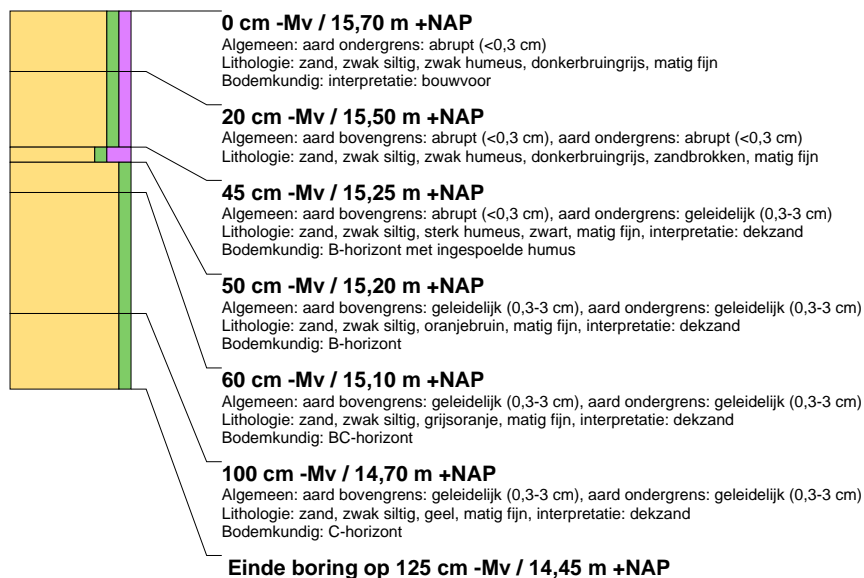 0 cm -Mv / 15,70 m +NAP
Algemeen: aard ondergrens: abrupt (<0,3 cm)
Lithologie: zand, zwak siltig, zwak humeus, donkerbruingrijs, matig fijn
Bodemkundig: interpretatie: bouwvoor
20 cm -Mv / 15,50 m +NAP
Algemeen: aard bovengrens: abrupt (<0,3 cm), aard ondergrens: abrupt (<0,3 cm)
Lithologie: zand, zwak siltig, zwak humeus, donkerbruingrijs, zandbrokken, matig fijn
45 cm -Mv / 15,25 m +NAP
Algemeen: aard bovengrens: abrupt (<0,3 cm), aard ondergrens: geleidelijk (0,3-3 cm)
Lithologie: zand, zwak siltig, sterk humeus, zwart, matig fijn, interpretatie: dekzand
Bodemkundig: B-horizont met ingespoelde humus
50 cm -Mv / 15,20 m +NAP
Algemeen: aard bovengrens: geleidelijk (0,3-3 cm), aard ondergrens: geleidelijk (0,3-3 cm)
Lithologie: zand, zwak siltig, oranjebruin, matig fijn, interpretatie: dekzand
Bodemkundig: B-horizont
60 cm -Mv / 15,10 m +NAP
Algemeen: aard bovengrens: geleidelijk (0,3-3 cm), aard ondergrens: geleidelijk (0,3-3 cm)
Lithologie: zand, zwak siltig, grijsoranje, matig fijn, interpretatie: dekzand
Bodemkundig: BC-horizont
100 cm -Mv / 14,70 m +NAP
Algemeen: aard bovengrens: geleidelijk (0,3-3 cm), aard ondergrens: geleidelijk (0,3-3 cm)
Lithologie: zand, zwak siltig, geel, matig fijn, interpretatie: dekzand
Bodemkundig: C-horizont
Einde boring op 125 cm -Mv / 14,45 m +NAP